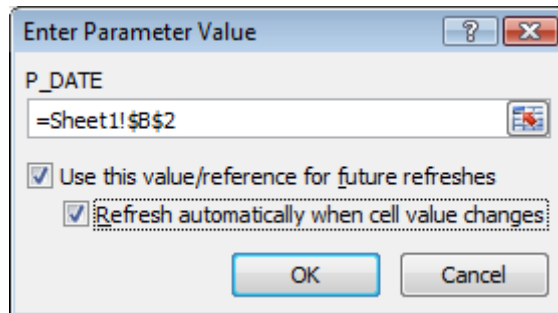 Enter Parameter Value
P_DATE
=Sheet1!$B$2
Use this value/reference for future refreshes
Refresh automatically when cell value changes
OK Cancel